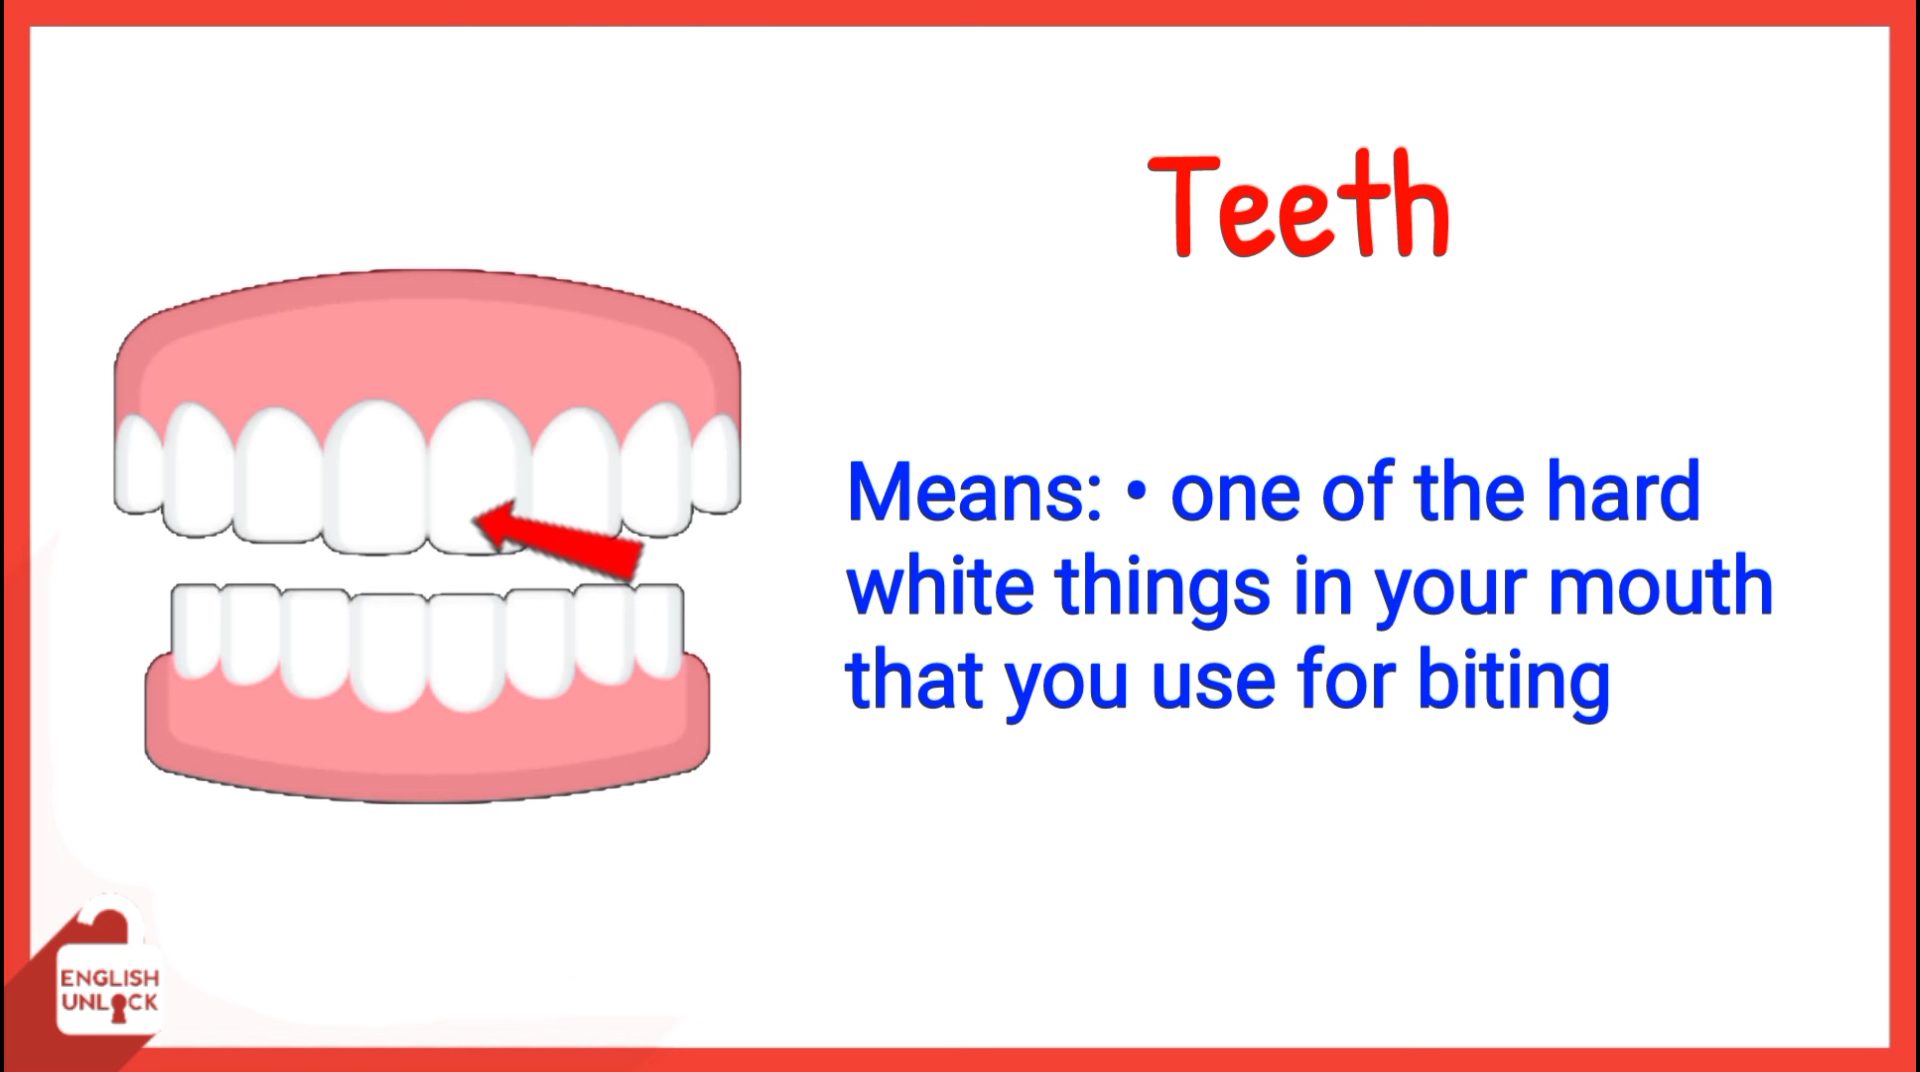 Teeth
Means: • one of the hard
white things in your mouth
that you use for biting
ENGLISH
UNLOCK